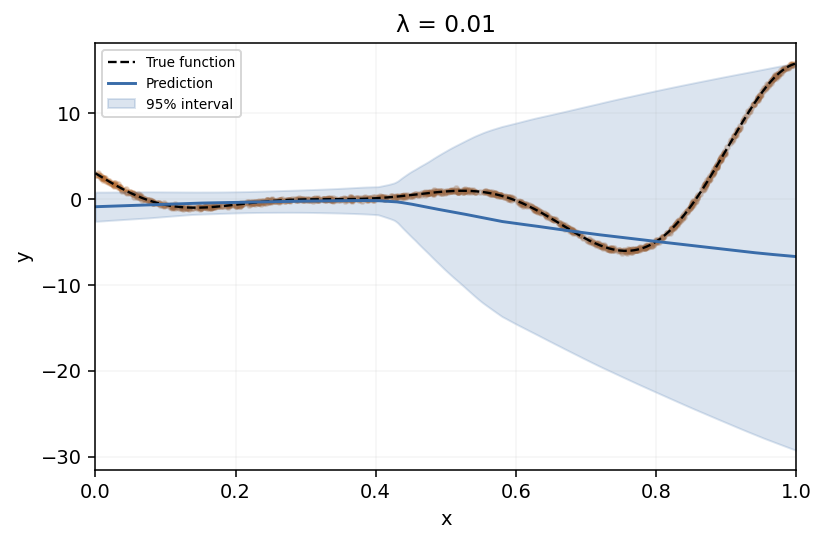 λ = 0.01
True function
Prediction
95% interval
10
0
−10
−20
−30
y
0.0 0.2 0.4 0.6 0.8 1.0
x